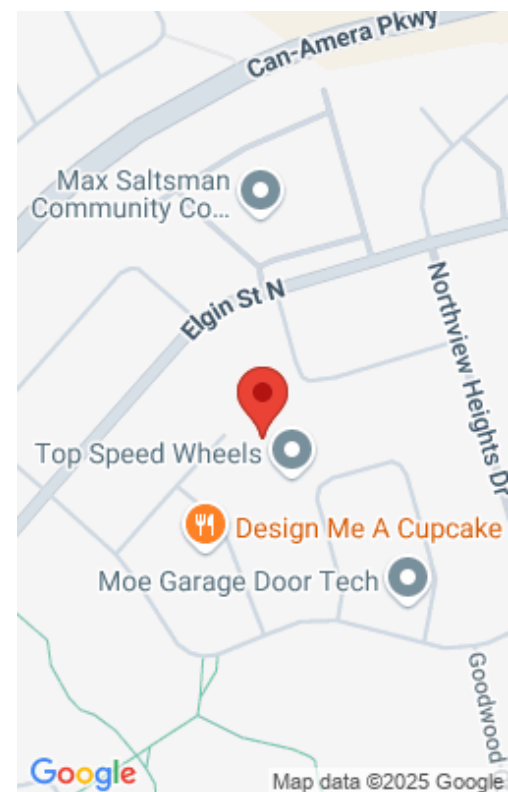 Can-Amera Pkwy
Max Saltsman
Community Co...
Elgin St N
Northview Heights Dr
Top Speed Wheels
Design Me A Cupcake
Moe Garage Door Tech
Goodwood
Google
Map data ©2025 Google